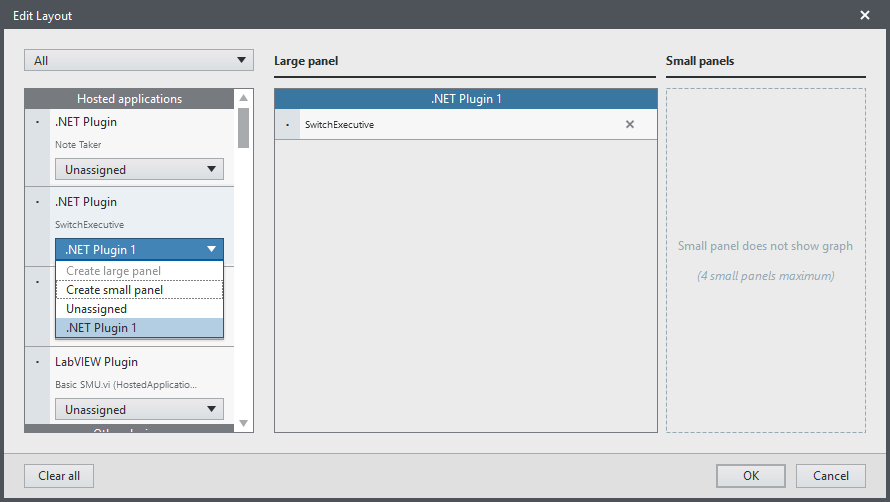 Edit Layout
All
Large panel
Small panels
Hosted applications
.NET Plugin
Note Taker
Unassigned
.NET Plugin
SwitchExecutive
.NET Plugin 1
Create large panel
Create small panel
Unassigned
.NET Plugin 1
LabVIEW Plugin
Basic SMU.vi (HostedApplicatio...
Unassigned
.NET Plugin 1
SwitchExecutive
Small panel does not show graph
(4 small panels maximum)
Clear all
OK
Cancel